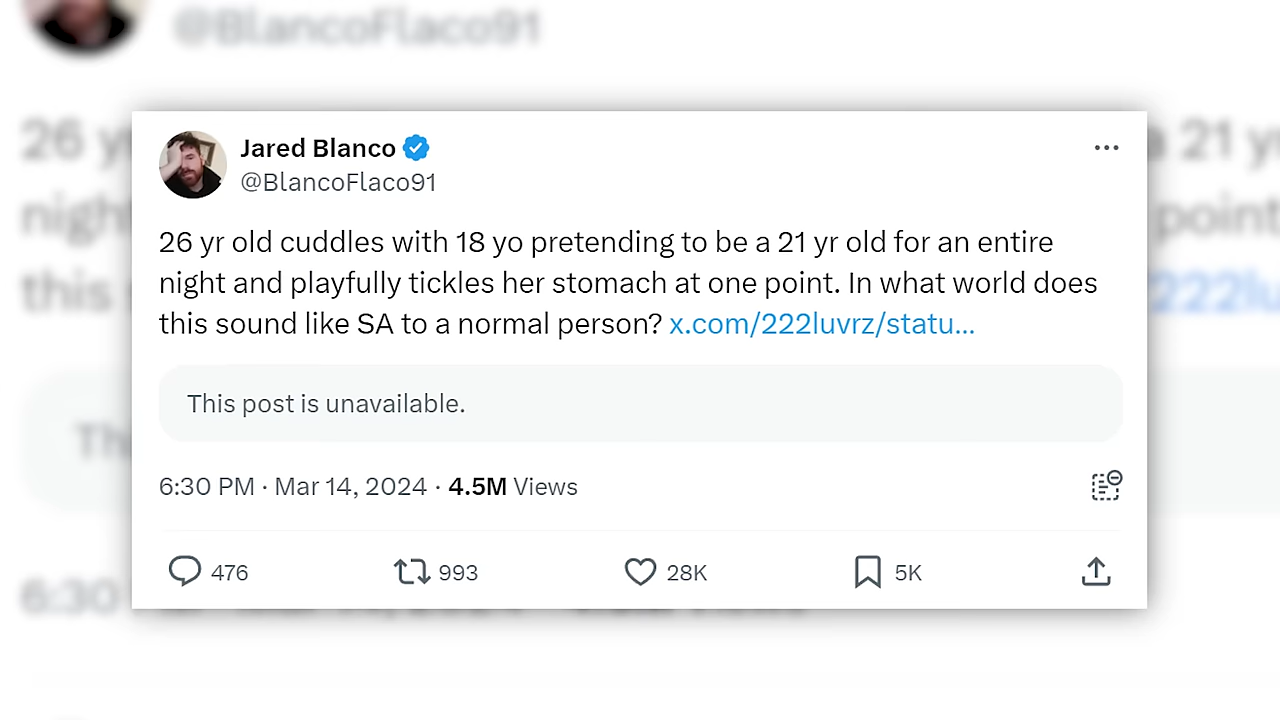 @BlancoFlaco91
Jared Blanco
@BlancoFlaco91
26 yr old cuddles with 18 yo pretending to be a 21 yr old for an entire
night and playfully tickles her stomach at one point. In what world does
this sound like SA to a normal person? x.com/222luvrz/statu...
This post is unavailable.
6:30 PM · Mar 14, 2024 · 4.5M Views
476 993 28K 5K